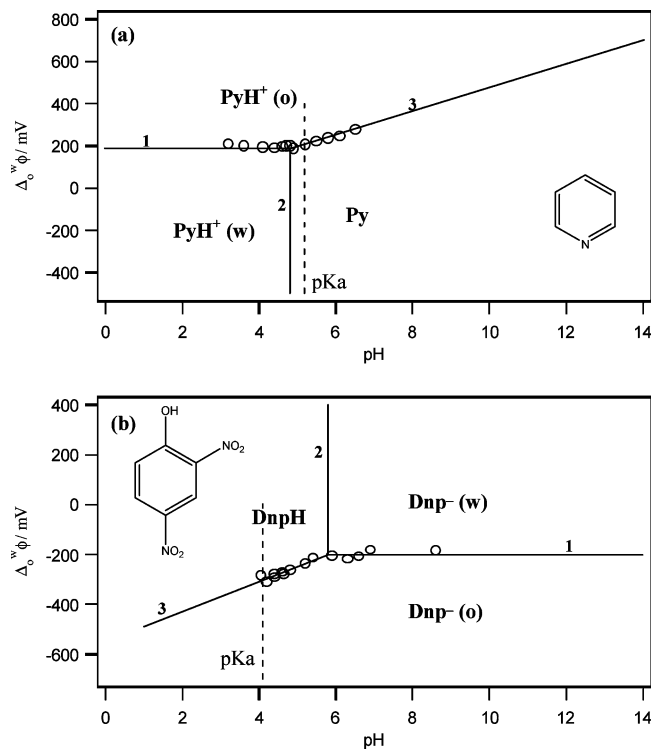 (a)
800
600
400
200
0
-200
-400
Δ_o^wϕ/ mV
PyH⁺ (o)
1
3
2
PyH⁺ (w)
Py
N
pKa
0 2 4 6 8 10 12 14
pH
(b)
400
200
0
-200
-400
-600
Δ_o^wϕ/ mV
OH
NO₂
NO₂
2
DnpH
Dnp⁻ (w)
1
3
Dnp⁻ (o)
pKa
0 2 4 6 8 10 12 14
pH